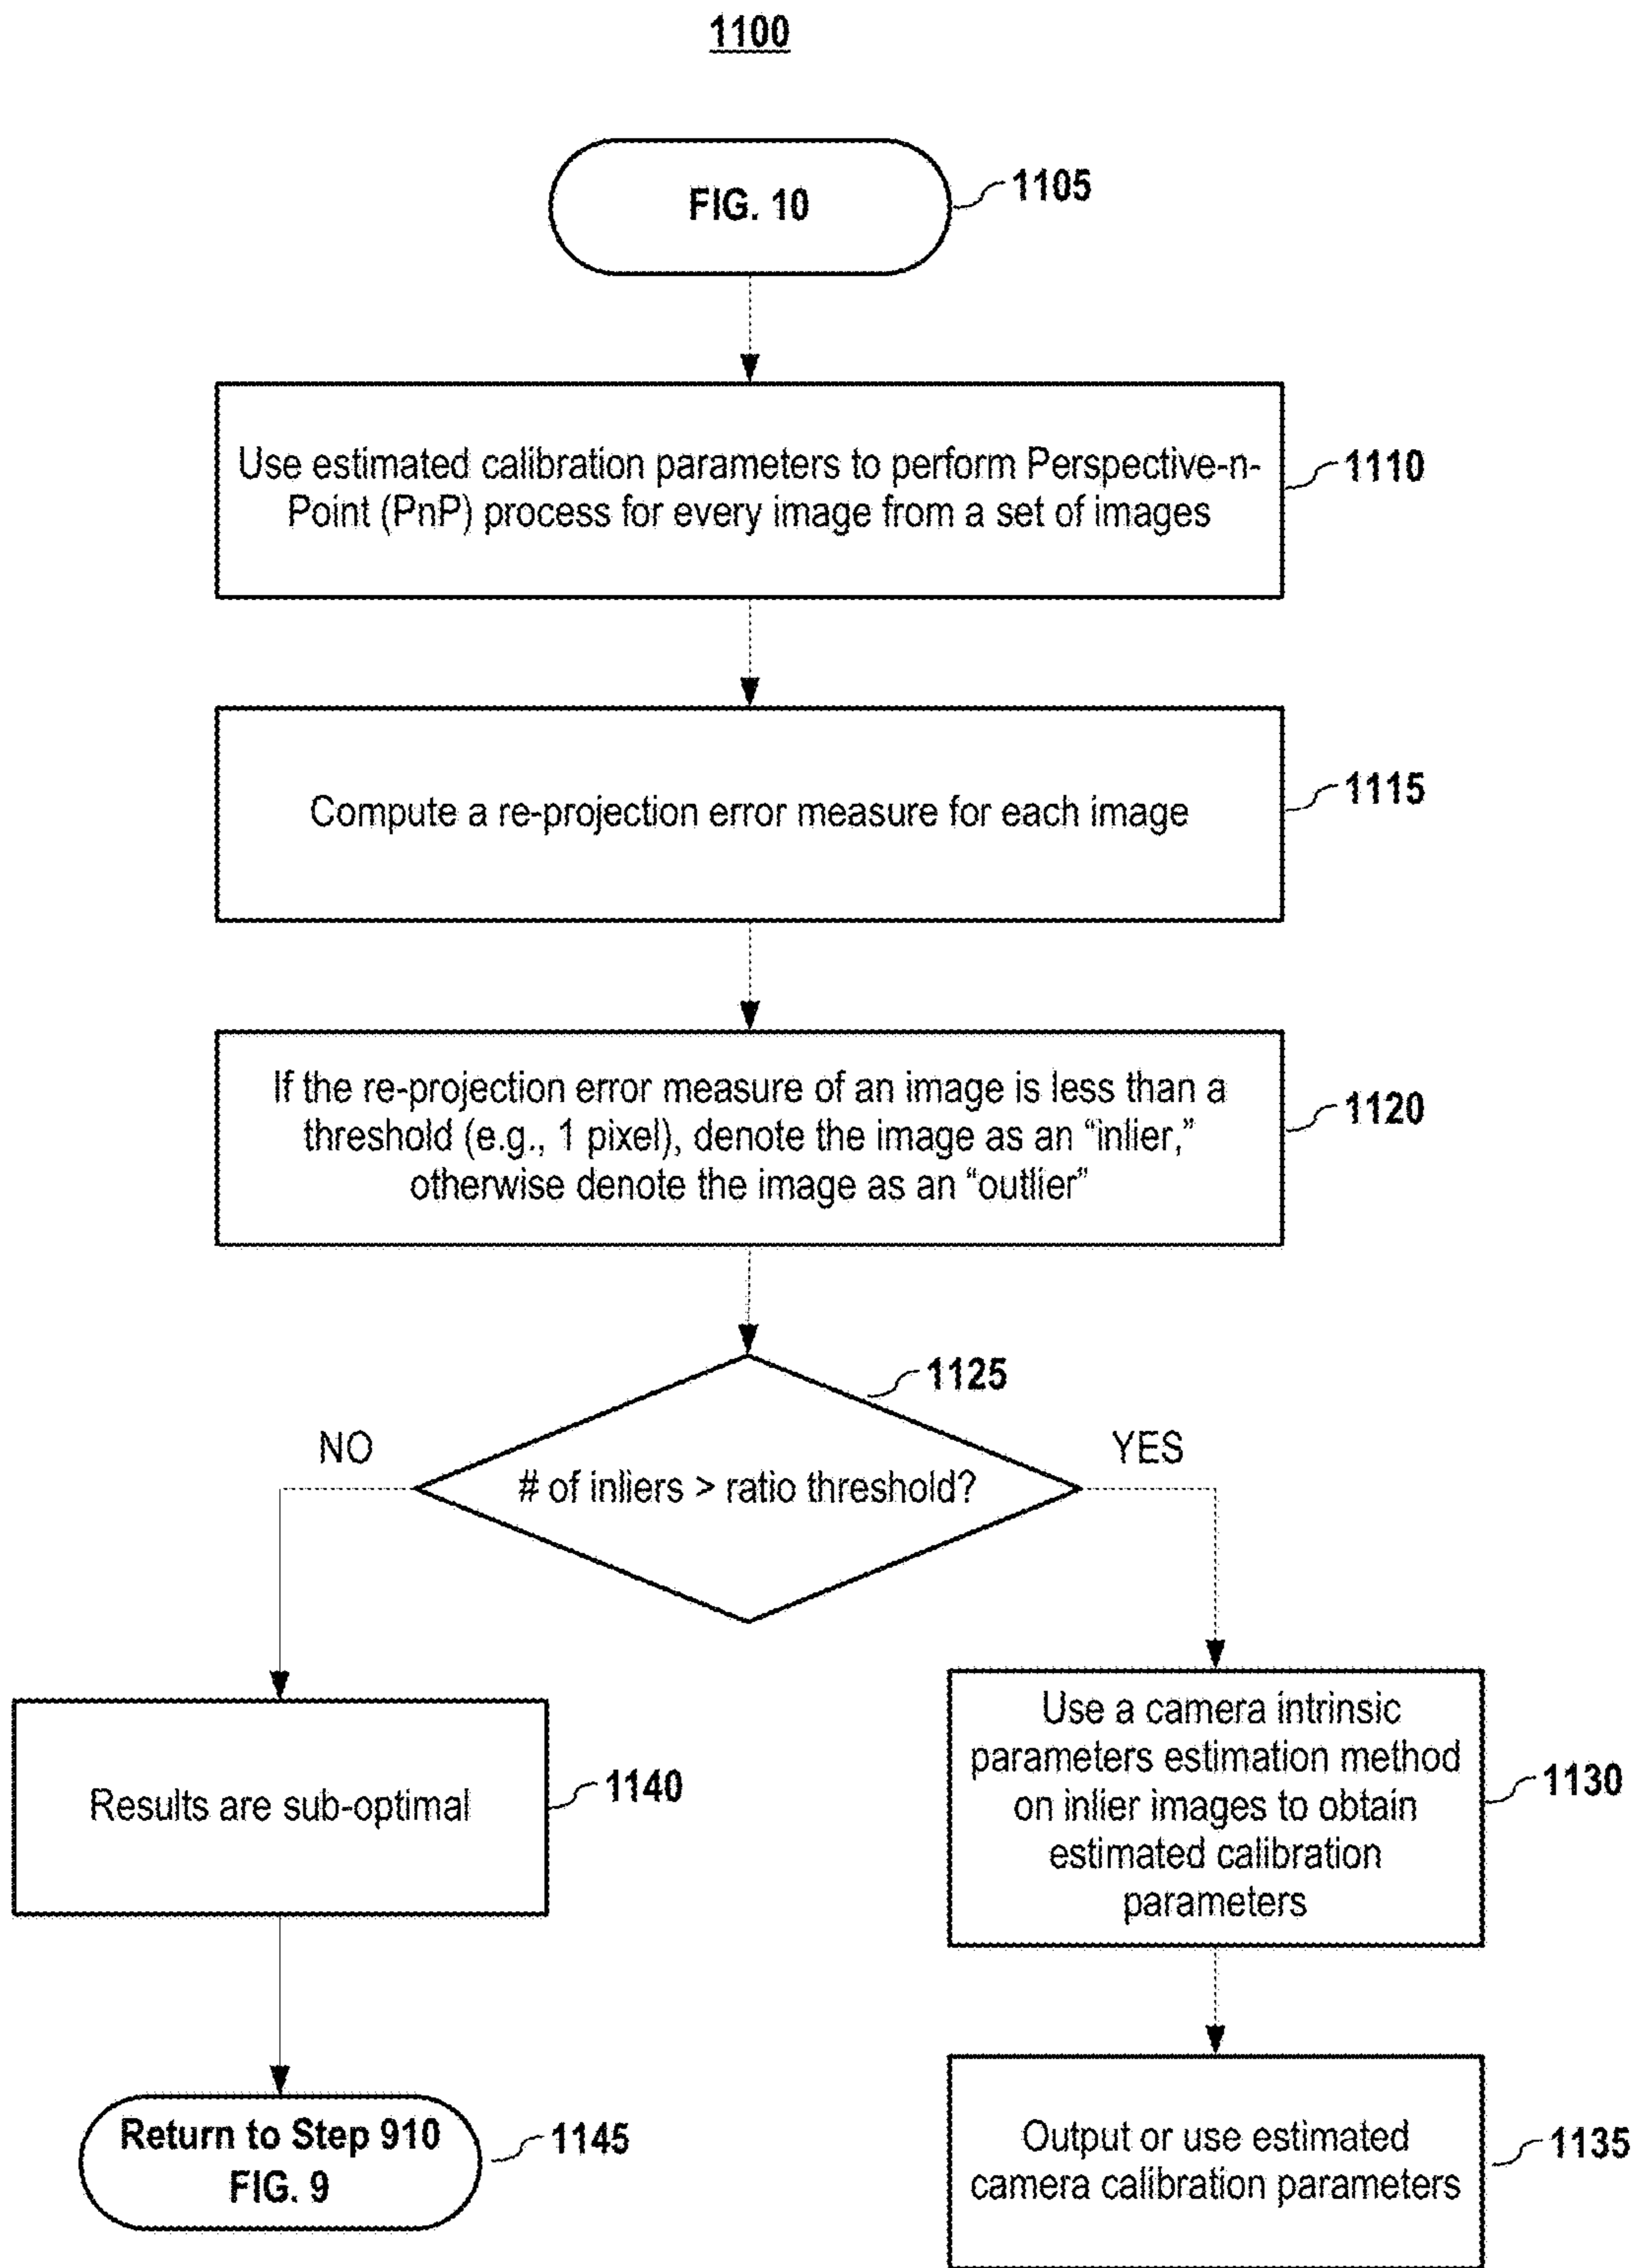 1100
FIG. 10
1105
Use estimated calibration parameters to perform Perspective-n-
Point (PnP) process for every image from a set of images
1110
Compute a re-projection error measure for each image
1115
If the re-projection error measure of an image is less than a
threshold (e.g., 1 pixel), denote the image as an “inlier,”
otherwise denote the image as an “outlier”
1120
1125
NO
YES
# of inliers > ratio threshold?
Results are sub-optimal
1140
Use a camera intrinsic
parameters estimation method
on inlier images to obtain
estimated calibration
parameters
1130
Return to Step 910
FIG. 9
1145
Output or use estimated
camera calibration parameters
1135